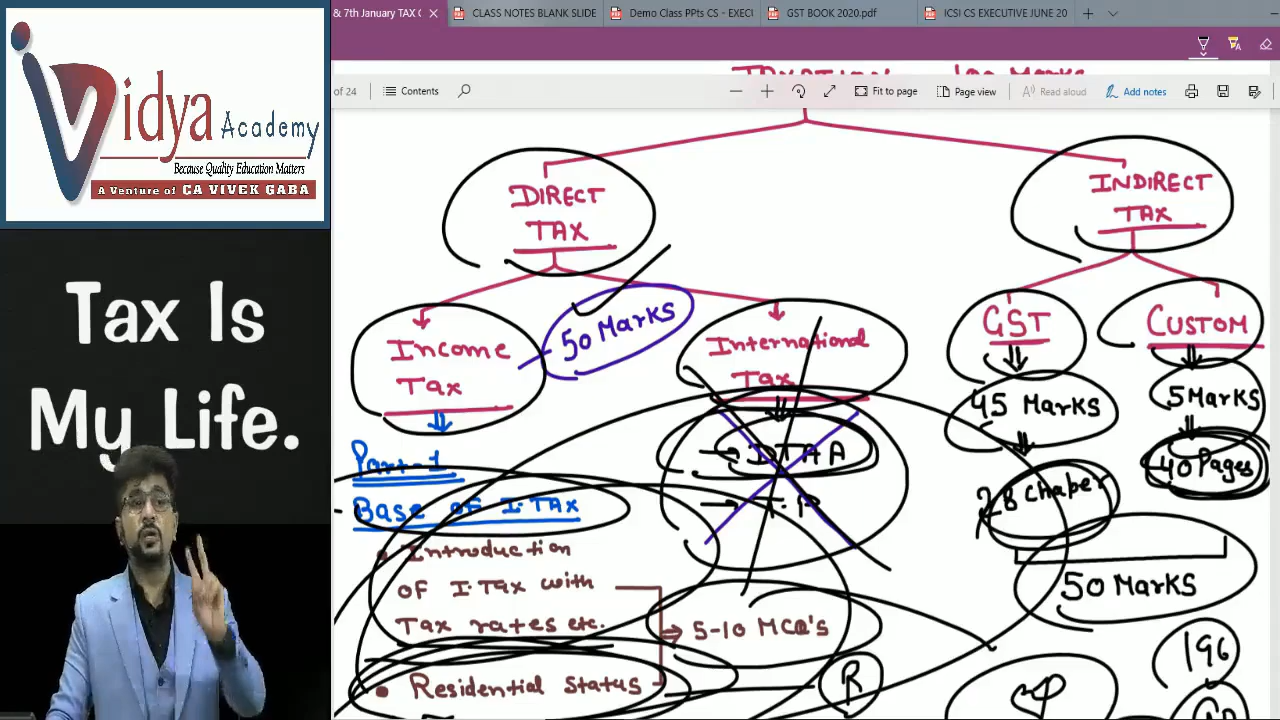 & 7th January TAX C
CLASS NOTES BLANK SLIDE
Demo Class PPts CS - EXECU
GST BOOK 2020.pdf
ICSI CS EXECUTIVE JUNE 20
of 24
Contents
Fit to page
Page view
Read aloud
Add notes
Vidya Academy
Because Quality Education Matters
A Venture of CA VIVEK GABA
Tax Is
My Life.
TAXATION 100 Marks
DIRECT
TAX
INDIRECT
TAX
Income
Tax
50 Marks
International
Tax
GST
CUSTOM
45 Marks
5 Marks
28 Chapter
40 Pages
50 Marks
Part-1
Base of I.TAX
DTAA
T.P
• Introduction
of I.Tax with
Tax rates etc.
5-10 MCQ's
• Residential Status
R
196